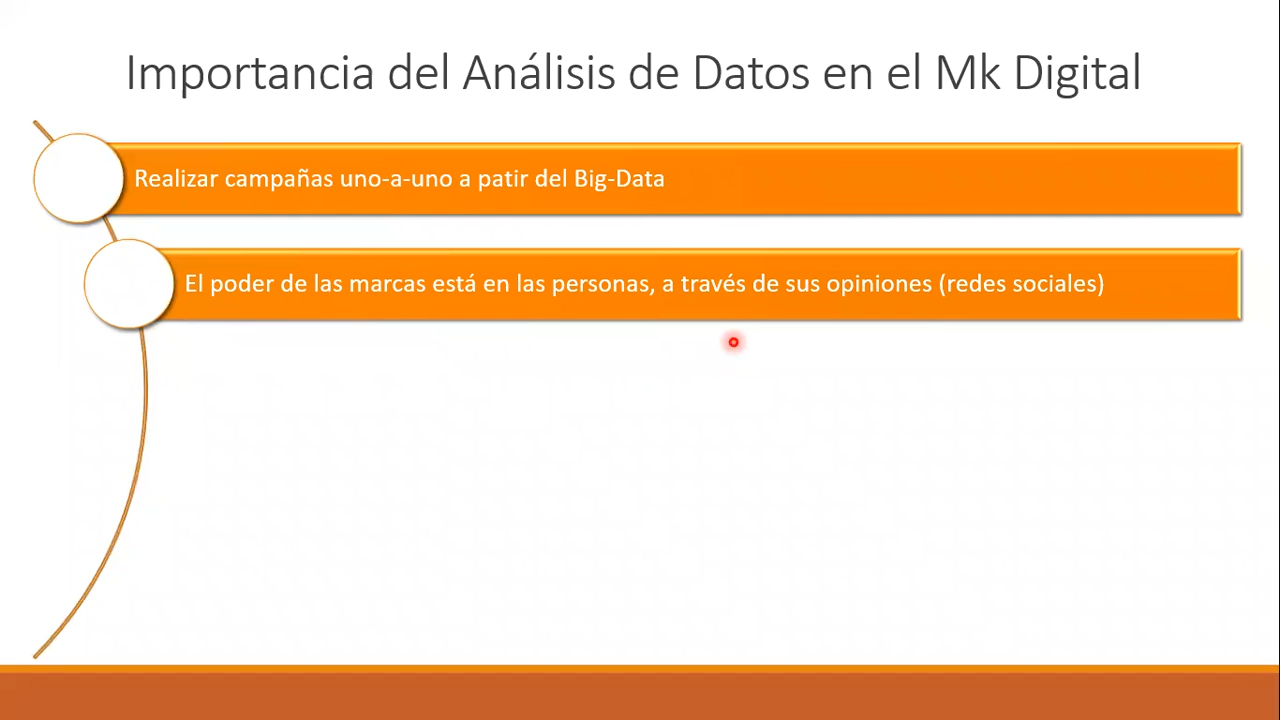 Importancia del Análisis de Datos en el Mk Digital
Realizar campañas uno-a-uno a patir del Big-Data
El poder de las marcas está en las personas, a través de sus opiniones (redes sociales)